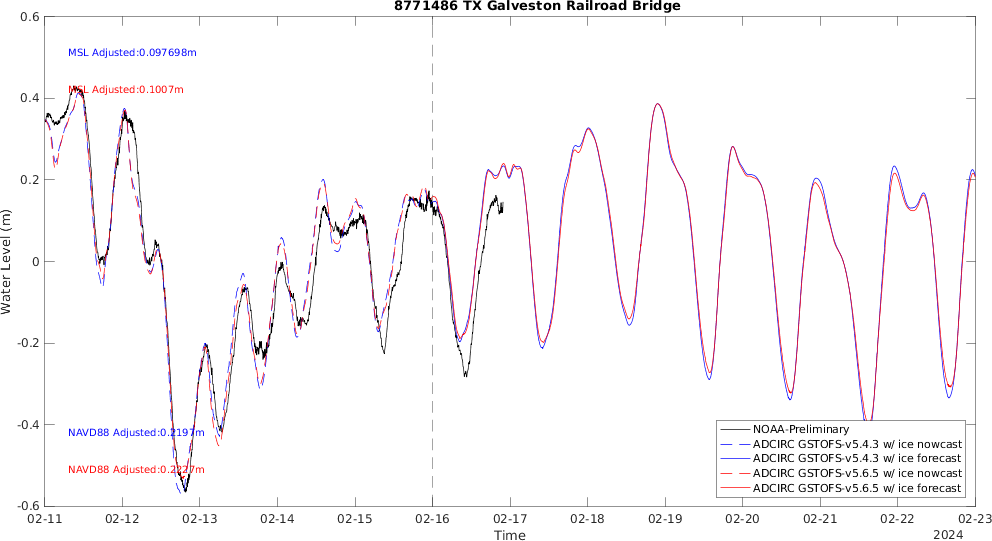 8771486 TX Galveston Railroad Bridge
0.6
0.4
0.2
0
-0.2
-0.4
-0.6
Water Level (m)
MSL Adjusted:0.097698m
MSL Adjusted:0.1007m
NAVD88 Adjusted:0.2197m
NAVD88 Adjusted:0.2227m
NOAA-Preliminary
ADCIRC GSTOFS-v5.4.3 w/ ice nowcast
ADCIRC GSTOFS-v5.4.3 w/ ice forecast
ADCIRC GSTOFS-v5.6.5 w/ ice nowcast
ADCIRC GSTOFS-v5.6.5 w/ ice forecast
02-11 02-12 02-13 02-14 02-15 02-16 02-17 02-18 02-19 02-20 02-21 02-22 02-23
Time
2024